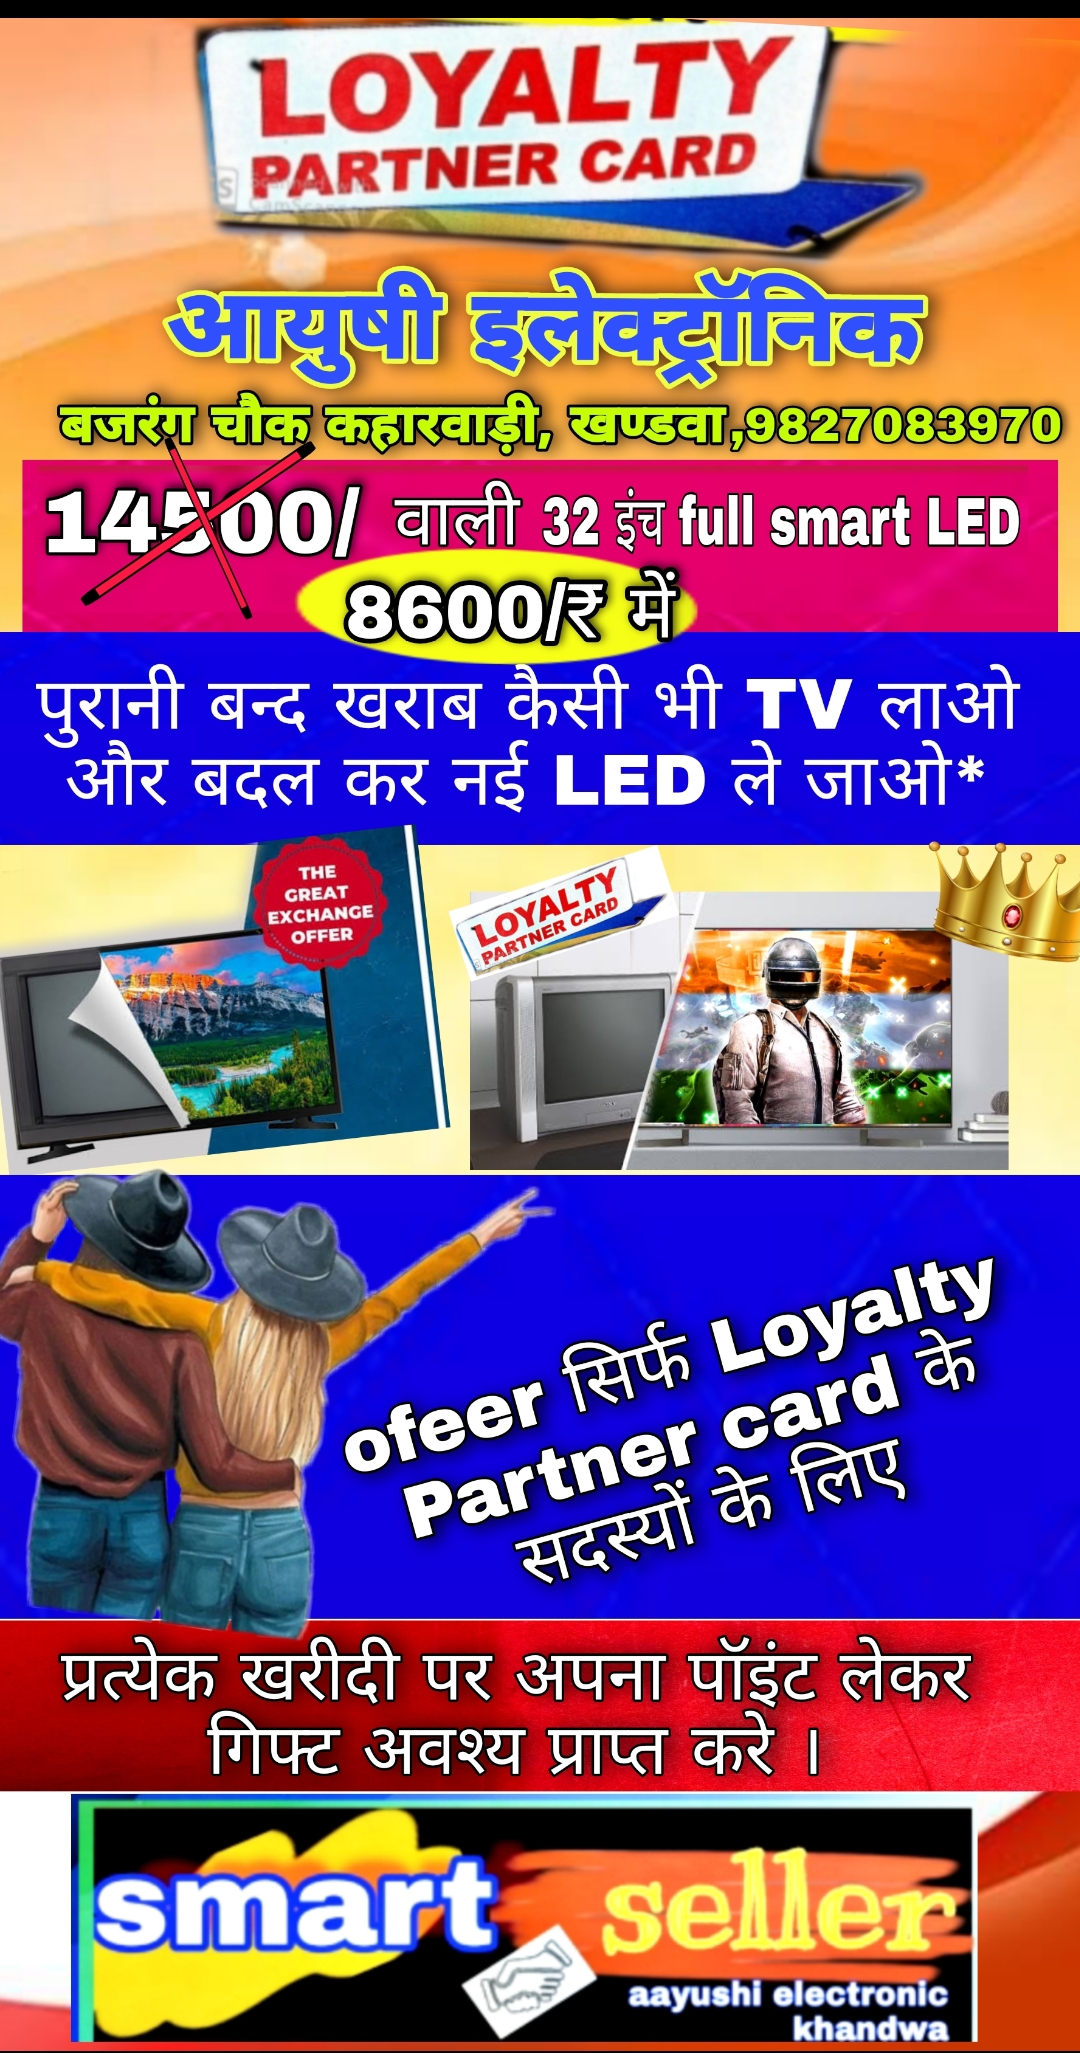 LOYALTY
PARTNER CARD
आयुषी इलेक्ट्रॉनिक
बजरंग चौक कहारवाड़ी, खण्डवा,9827083970
14500/ वाली 32 इंच full smart LED
8600/₹ में
पुरानी बन्द खराब कैसी भी TV लाओ
और बदल कर नई LED ले जाओ*
THE
GREAT
EXCHANGE
OFFER
LOYALTY
PARTNER CARD
ofeer सिर्फ Loyalty
Partner card के
सदस्यों के लिए
प्रत्येक खरीदी पर अपना पॉइंट लेकर
गिफ्ट अवश्य प्राप्त करे ।
smart seller
aayushi electronic
khandwa